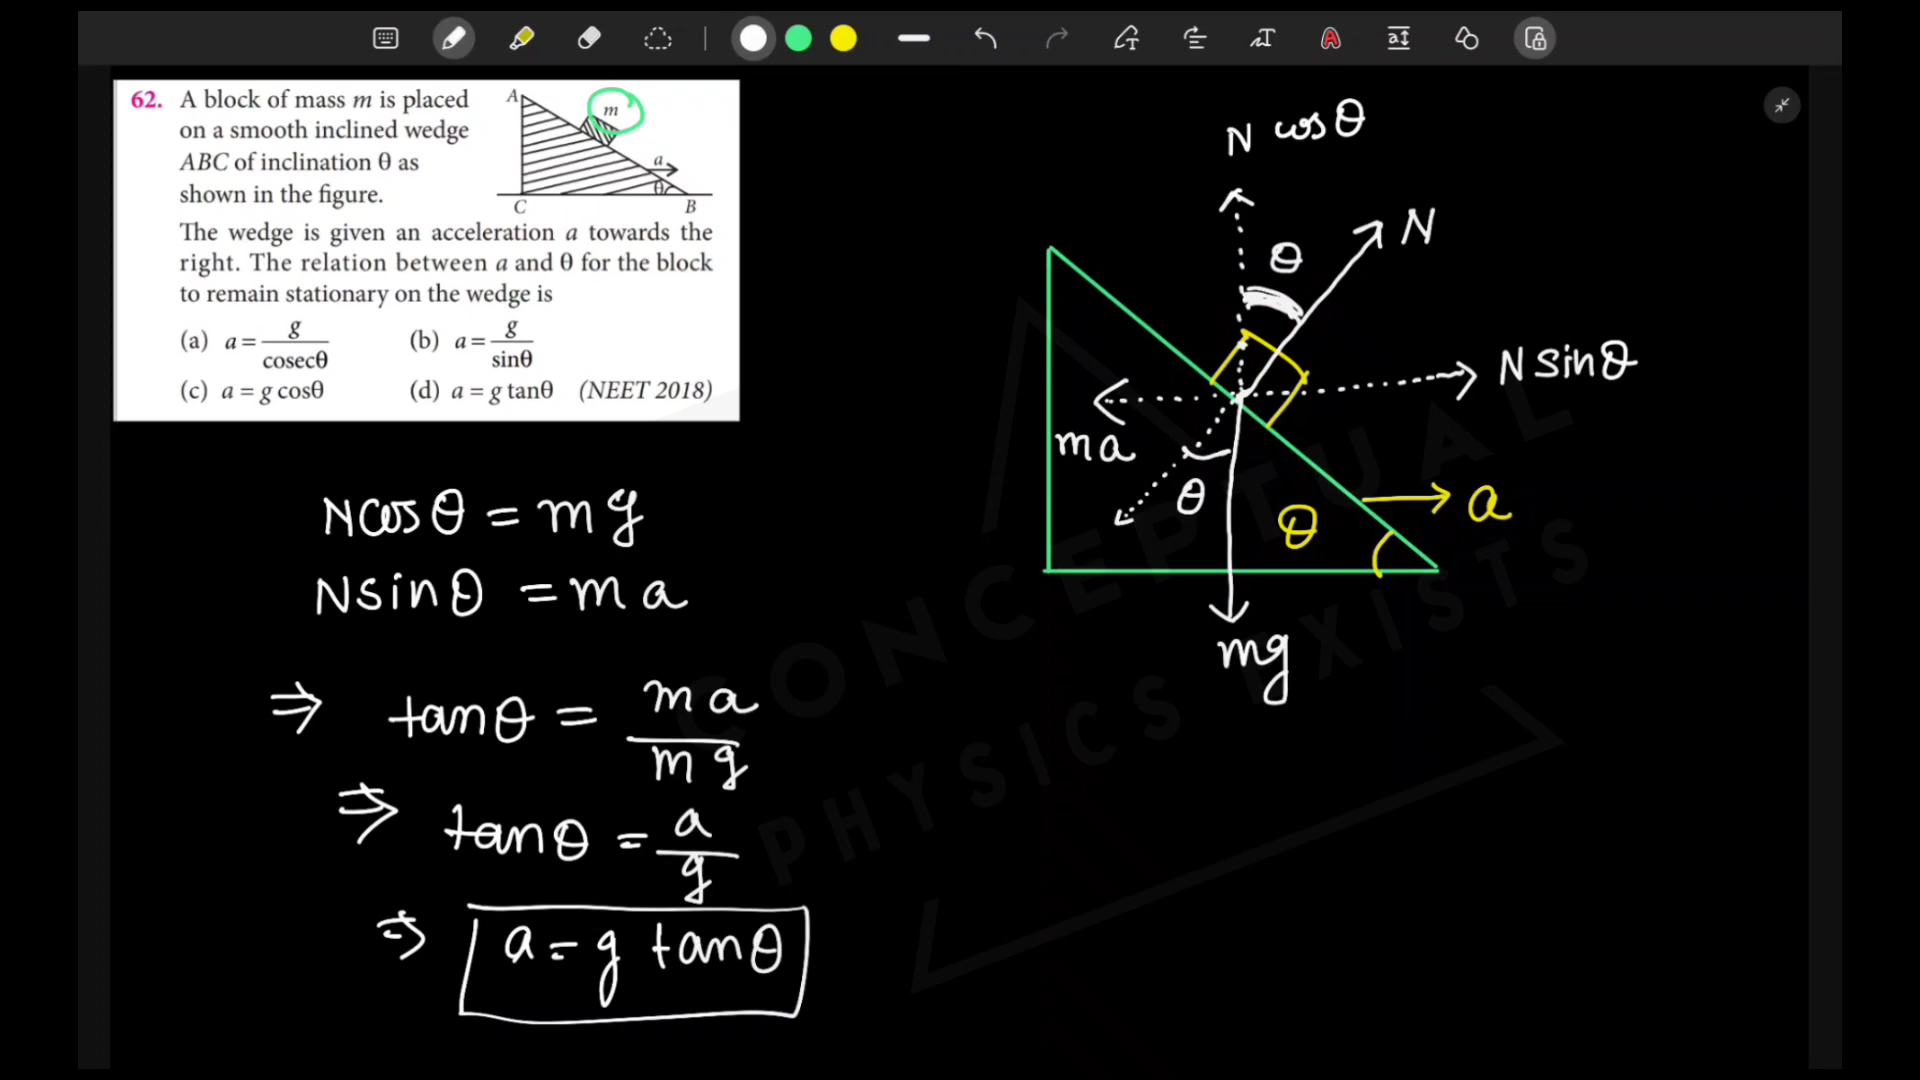 62. A block of mass m is placed
on a smooth inclined wedge
ABC of inclination θ as
shown in the figure.
A
m
a
θ
C
B
The wedge is given an acceleration a towards the
right. The relation between a and θ for the block
to remain stationary on the wedge is
(a) a = g/cosecθ
(b) a = g/sinθ
(c) a = g cosθ
(d) a = g tanθ (NEET 2018)
N cosθ
N
θ
N sinθ
ma
θ
θ
a
mg
N cosθ = mg
N sinθ = ma
⇒ tanθ = ma/mg
⇒ tanθ = a/g
⇒ a = g tanθ
CONCEPTUAL
PHYSICS EXISTS